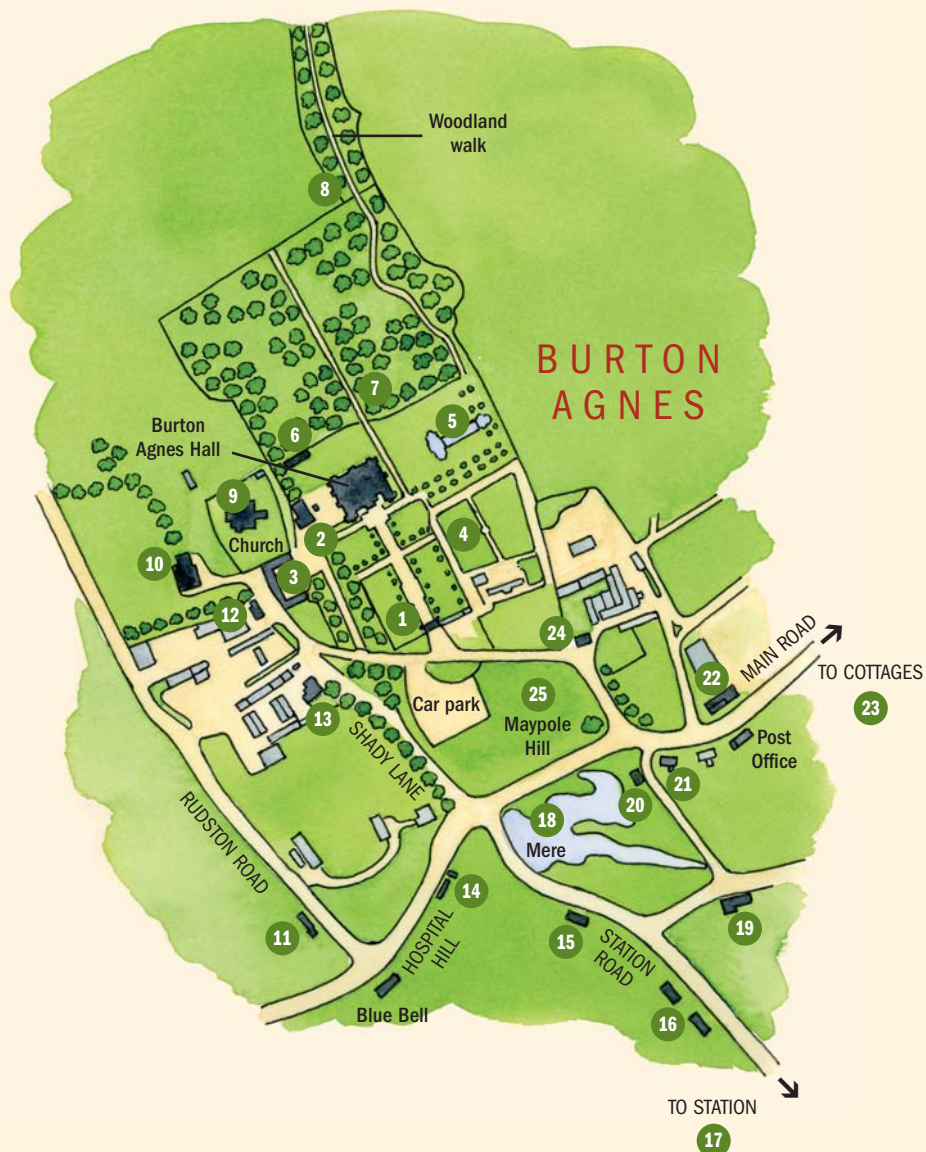 Woodland
walk
8
BURTON
AGNES
7
5
6
Burton
Agnes Hall
9
Church
2
4
10
3
12
1
24
22
MAIN ROAD
TO COTTAGES
23
25
Maypole
Hill
Car park
13
SHADY LANE
Post
Office
21
20
18
Mere
RUDSTON ROAD
14
HOSPITAL
HILL
11
15
STATION
ROAD
19
Blue Bell
16
TO STATION
17